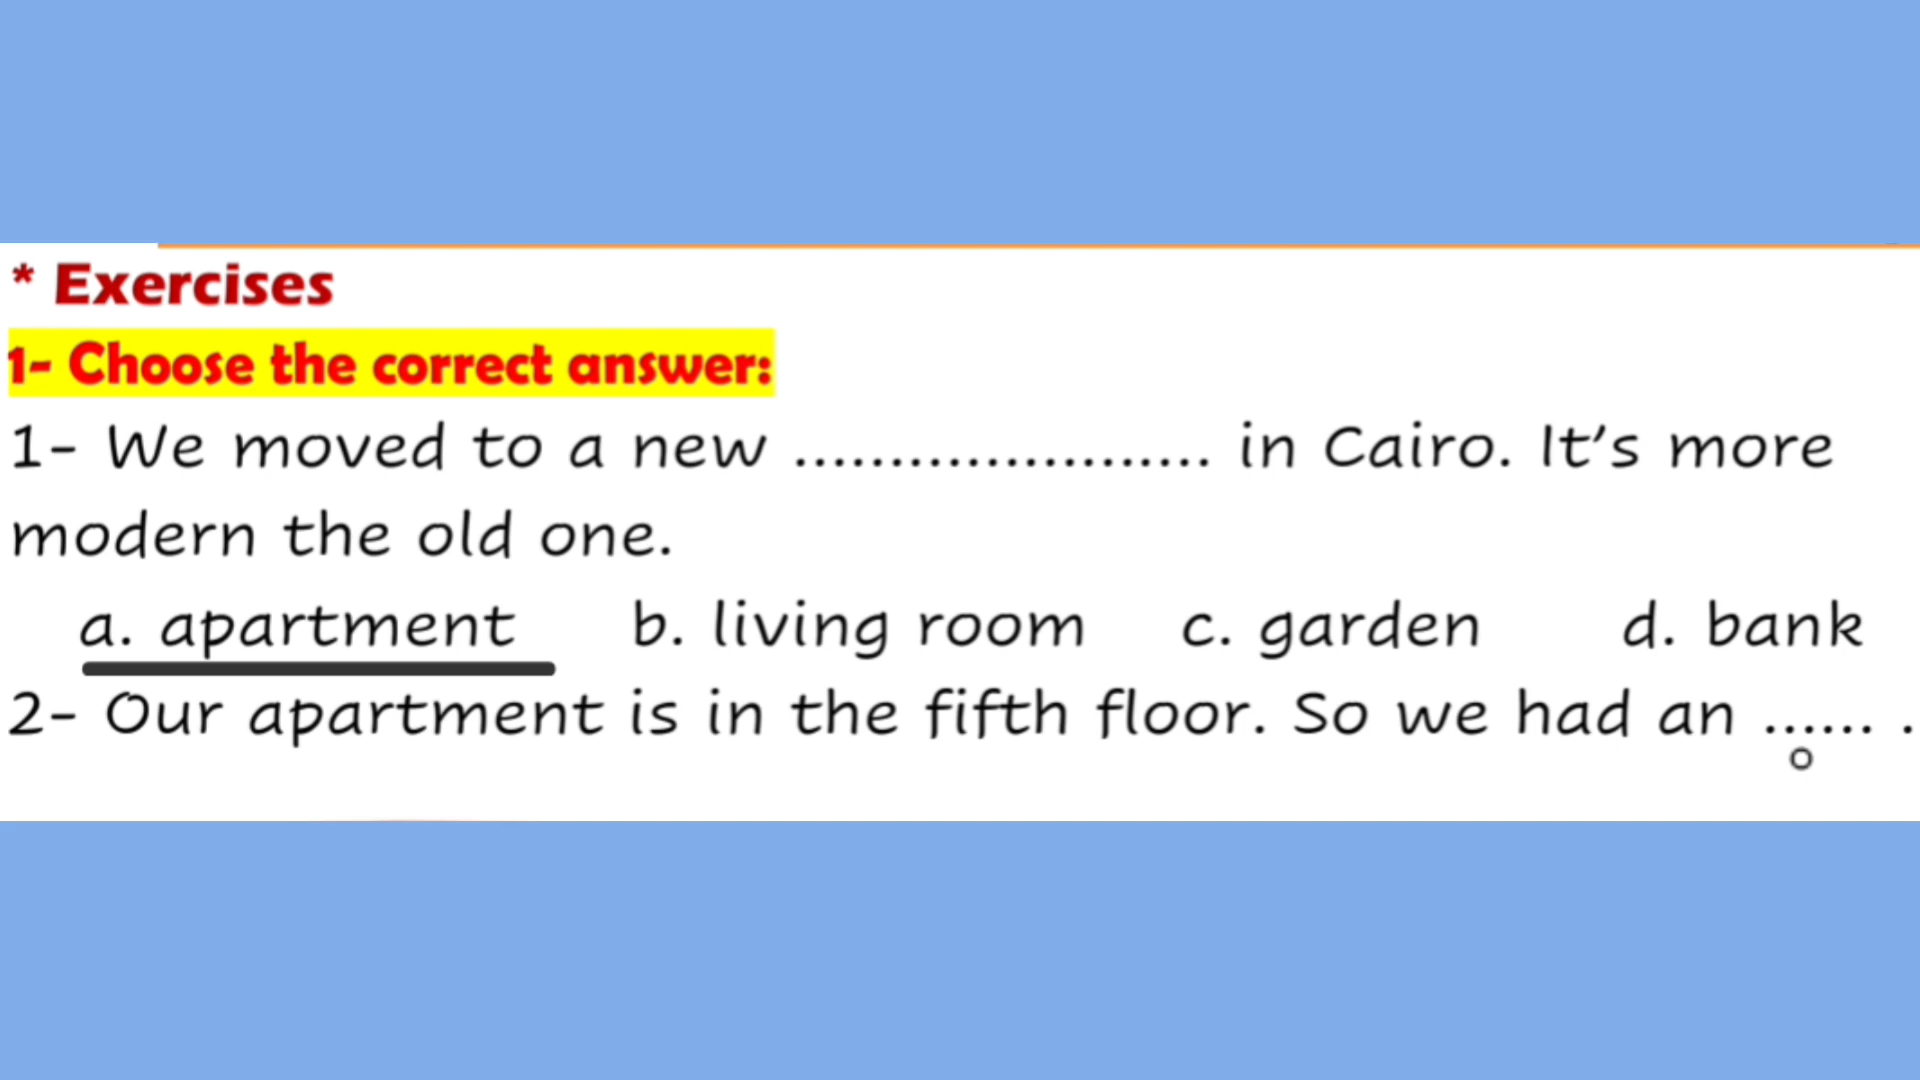 * Exercises
1- Choose the correct answer:
1- We moved to a new ...................... in Cairo. It's more
modern the old one.
a. apartment b. living room c. garden d. bank
2- Our apartment is in the fifth floor. So we had an ...... .